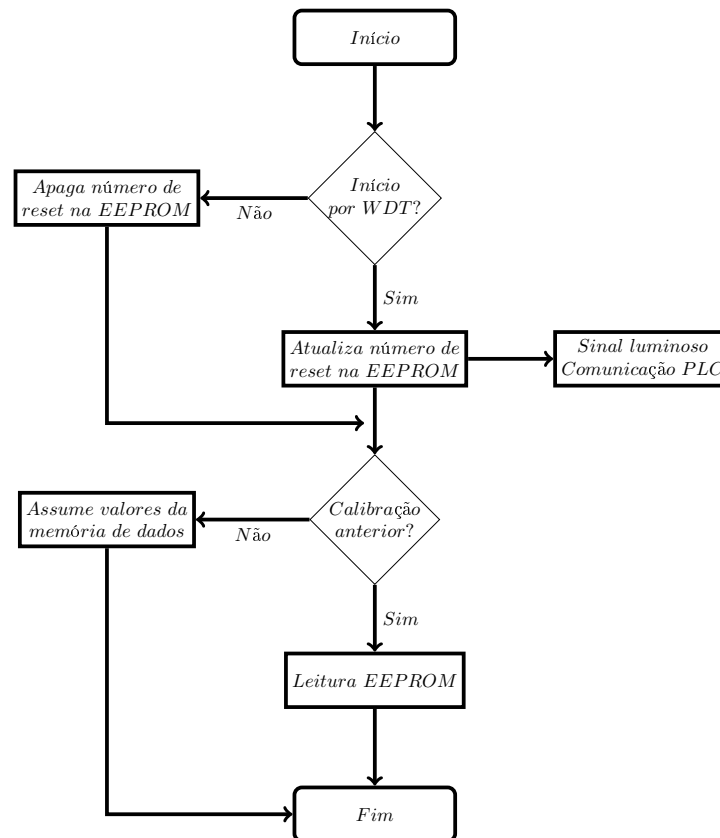 Início
Início
por WDT?
Não
Apaga número de
reset na EEPROM
Sim
Atualiza número de
reset na EEPROM
Sinal luminoso
Comunicação PLC
Calibração
anterior?
Não
Assume valores da
memória de dados
Sim
Leitura EEPROM
Fim